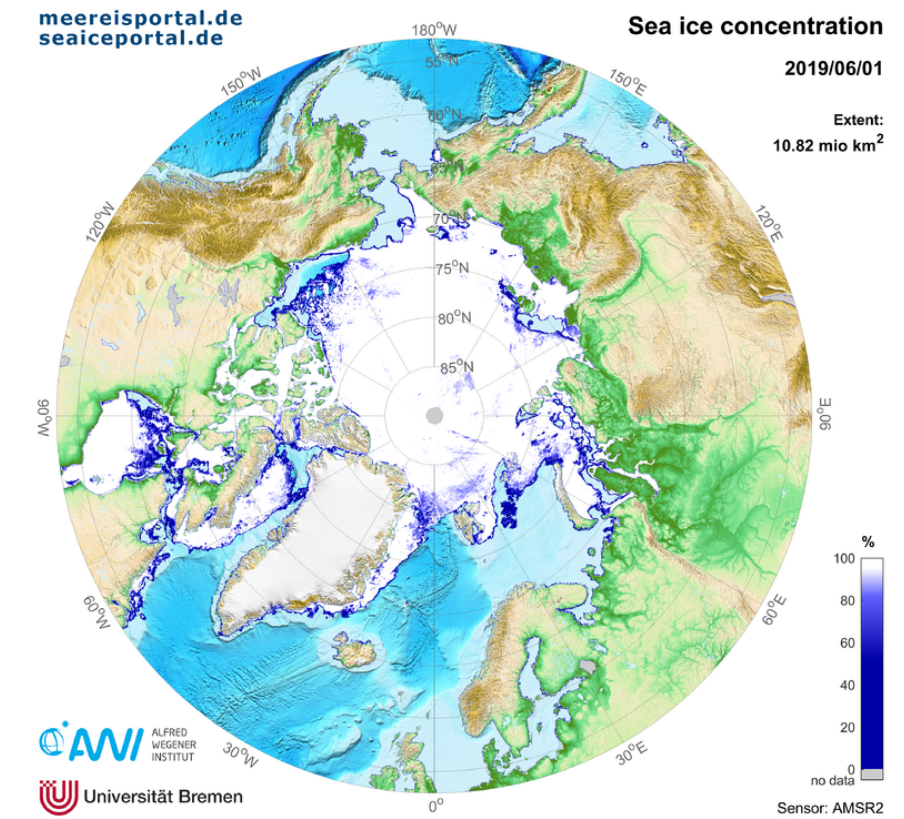 meereisportal.de
seaiceportal.de
Sea ice concentration
2019/06/01
Extent:
10.82 mio km²
180°W
150°W
150°E
120°W
120°E
90°W
90°E
60°W
60°E
30°W
30°E
0°
55°N
60°N
65°N
70°N
75°N
80°N
85°N
%
100
80
60
40
20
0
no data
Sensor: AMSR2
AWI
ALFRED
WEGENER
INSTITUT
Universität Bremen